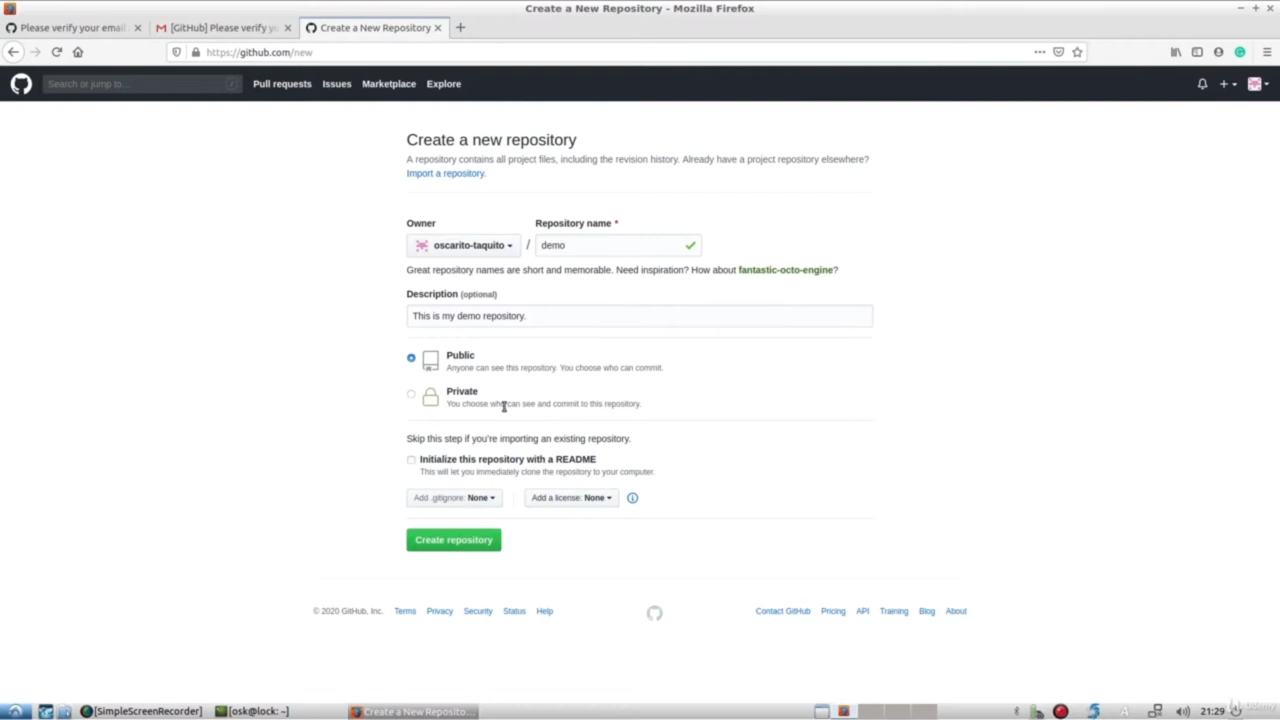 Create a New Repository - Mozilla Firefox
Please verify your email
[GitHub] Please verify y
Create a New Repository
https://github.com/new
Search or jump to...
/
Pull requests
Issues
Marketplace
Explore
Create a new repository
A repository contains all project files, including the revision history. Already have a project repository elsewhere?
Import a repository.
Owner
Repository name *
oscarito-taquito
/
demo
Great repository names are short and memorable. Need inspiration? How about fantastic-octo-engine?
Description (optional)
This is my demo repository.
Public
Anyone can see this repository. You choose who can commit.
Private
You choose who can see and commit to this repository.
Skip this step if you're importing an existing repository.
Initialize this repository with a README
This will let you immediately clone the repository to your computer.
Add .gitignore: None
Add a license: None
Create repository
© 2020 GitHub, Inc.
Terms
Privacy
Security
Status
Help
Contact GitHub
Pricing
API
Training
Blog
About
[SimpleScreenRecorder]
[osk@lock: ~]
Create a New Reposito...
A
21:29
Udemy